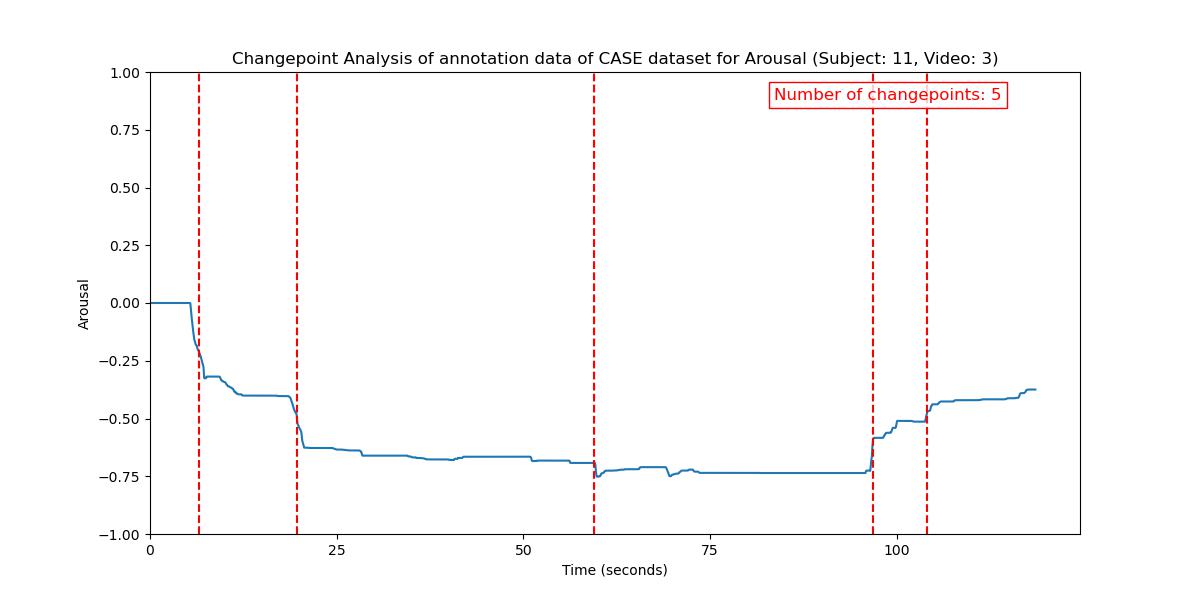 Changepoint Analysis of annotation data of CASE dataset for Arousal (Subject: 11, Video: 3)
Number of changepoints: 5
1.00
0.75
0.50
0.25
0.00
−0.25
−0.50
−0.75
−1.00
Arousal
0 25 50 75 100
Time (seconds)